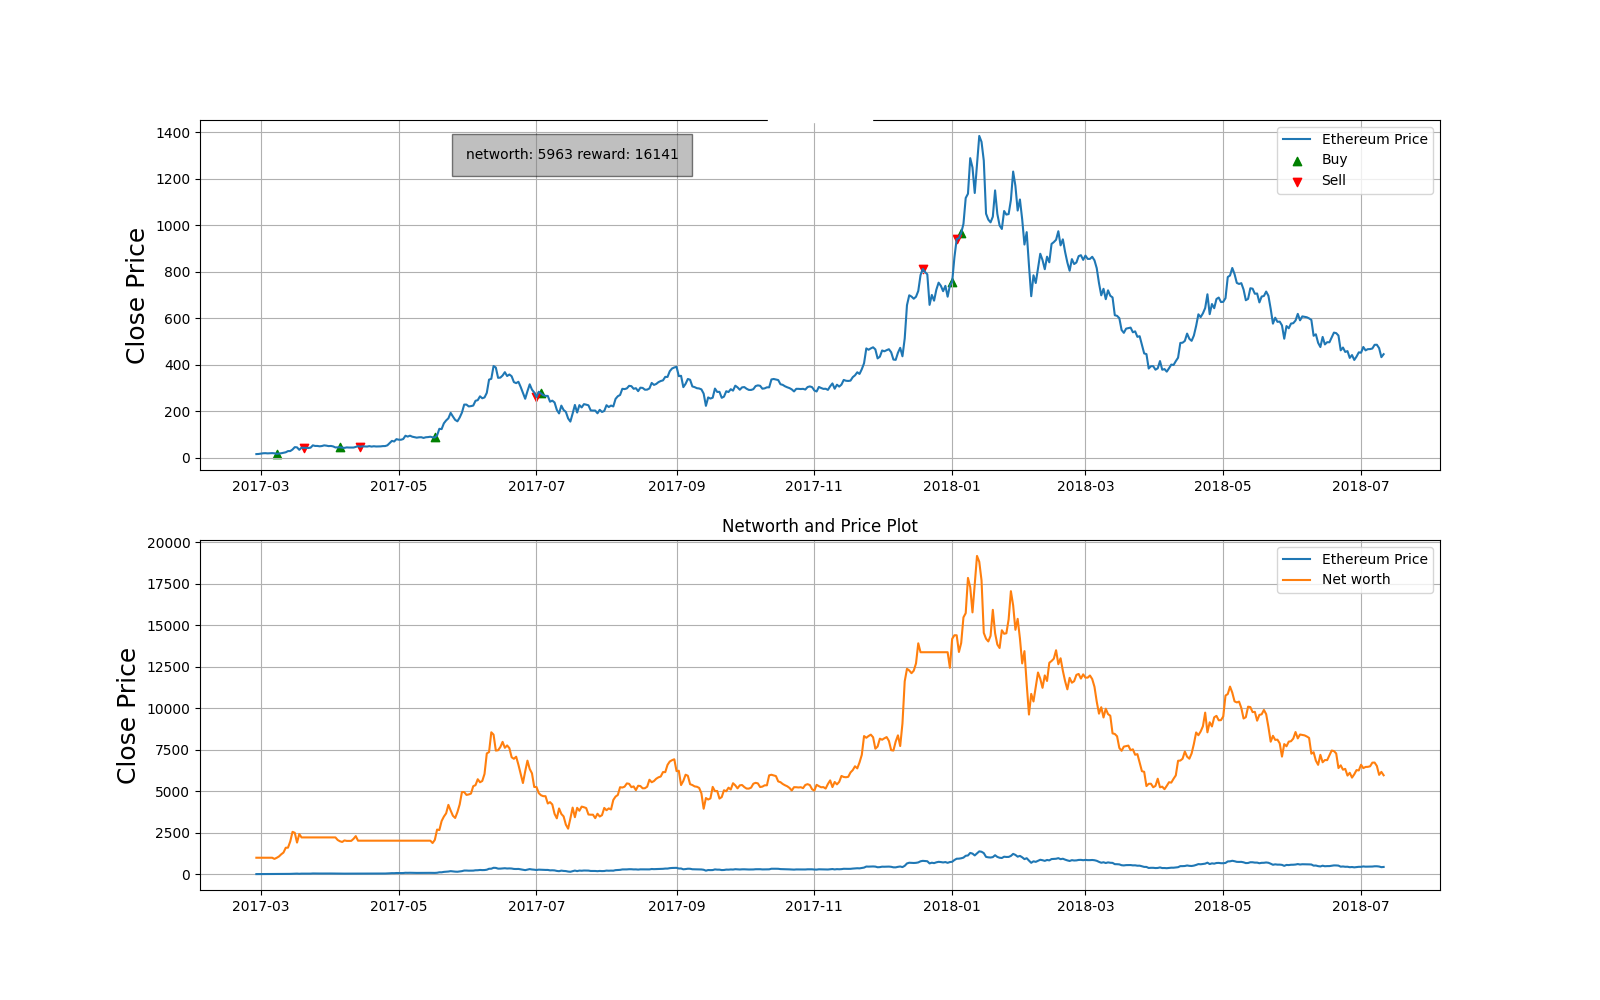 1400
1200
1000
800
600
400
200
0
Close Price
networth: 5963 reward: 16141
Ethereum Price
Buy
Sell
2017-03 2017-05 2017-07 2017-09 2017-11 2018-01 2018-03 2018-05 2018-07
Networth and Price Plot
20000
17500
15000
12500
10000
7500
5000
2500
0
Close Price
Ethereum Price
Net worth
2017-03 2017-05 2017-07 2017-09 2017-11 2018-01 2018-03 2018-05 2018-07